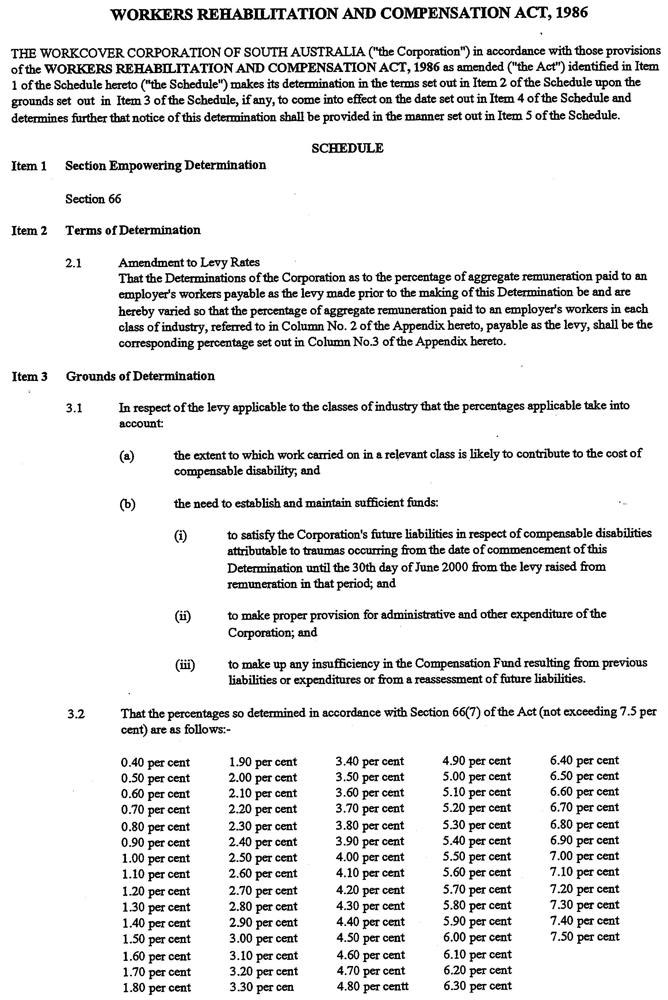 WORKERS REHABILITATION AND COMPENSATION ACT, 1986
THE WORKCOVER CORPORATION OF SOUTH AUSTRALIA ("the Corporation") in accordance with those provisions
of the WORKERS REHABILITATION AND COMPENSATION ACT, 1986 as amended ("the Act") identified in Item
1 of the Schedule hereto ("the Schedule") makes its determination in the terms set out in Item 2 of the Schedule upon the
grounds set out in Item 3 of the Schedule, if any, to come into effect on the date set out in Item 4 of the Schedule and
determines further that notice of this determination shall be provided in the manner set out in Item 5 of the Schedule.
SCHEDULE
Item 1 Section Empowering Determination
Section 66
Item 2 Terms of Determination
2.1 Amendment to Levy Rates
That the Determinations of the Corporation as to the percentage of aggregate remuneration paid to an
employer's workers payable as the levy made prior to the making of this Determination be and are
hereby varied so that the percentage of aggregate remuneration paid to an employer's workers in each
class of industry, referred to in Column No. 2 of the Appendix hereto, payable as the levy, shall be the
corresponding percentage set out in Column No.3 of the Appendix hereto.
Item 3 Grounds of Determination
3.1 In respect of the levy applicable to the classes of industry that the percentages applicable take into
account:
(a) the extent to which work carried on in a relevant class is likely to contribute to the cost of
compensable disability; and
(b) the need to establish and maintain sufficient funds:
(i) to satisfy the Corporation's future liabilities in respect of compensable disabilities
attributable to traumas occurring from the date of commencement of this
Determination until the 30th day of June 2000 from the levy raised from
remuneration in that period; and
(ii) to make proper provision for administrative and other expenditure of the
Corporation; and
(iii) to make up any insufficiency in the Compensation Fund resulting from previous
liabilities or expenditures or from a reassessment of future liabilities.
3.2 That the percentages so determined in accordance with Section 66(7) of the Act (not exceeding 7.5 per
cent) are as follows:-
0.40 per cent 1.90 per cent 3.40 per cent 4.90 per cent 6.40 per cent
0.50 per cent 2.00 per cent 3.50 per cent 5.00 per cent 6.50 per cent
0.60 per cent 2.10 per cent 3.60 per cent 5.10 per cent 6.60 per cent
0.70 per cent 2.20 per cent 3.70 per cent 5.20 per cent 6.70 per cent
0.80 per cent 2.30 per cent 3.80 per cent 5.30 per cent 6.80 per cent
0.90 per cent 2.40 per cent 3.90 per cent 5.40 per cent 6.90 per cent
1.00 per cent 2.50 per cent 4.00 per cent 5.50 per cent 7.00 per cent
1.10 per cent 2.60 per cent 4.10 per cent 5.60 per cent 7.10 per cent
1.20 per cent 2.70 per cent 4.20 per cent 5.70 per cent 7.20 per cent
1.30 per cent 2.80 per cent 4.30 per cent 5.80 per cent 7.30 per cent
1.40 per cent 2.90 per cent 4.40 per cent 5.90 per cent 7.40 per cent
1.50 per cent 3.00 per cent 4.50 per cent 6.00 per cent 7.50 per cent
1.60 per cent 3.10 per cent 4.60 per cent 6.10 per cent
1.70 per cent 3.20 per cent 4.70 per cent 6.20 per cent
1.80 per cent 3.30 per cen 4.80 per centt 6.30 per cent